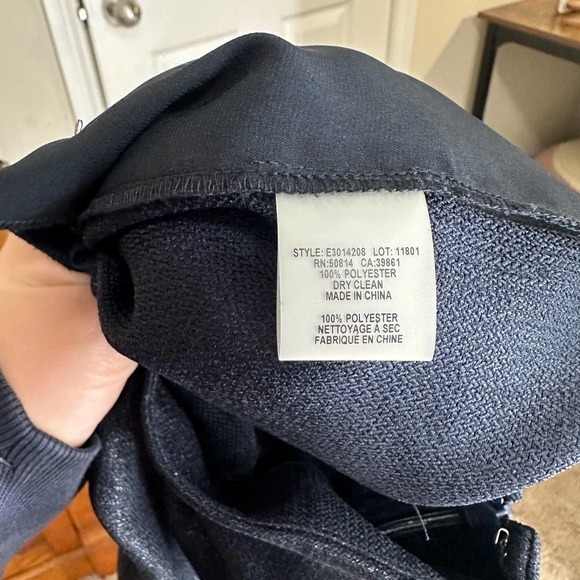 STYLE: E3014208 LOT: 11801
RN:50814 CA:39861
100% POLYESTER
DRY CLEAN
MADE IN CHINA
100% POLYESTER
NETTOYAGE À SEC
FABRIQUÉ EN CHINE